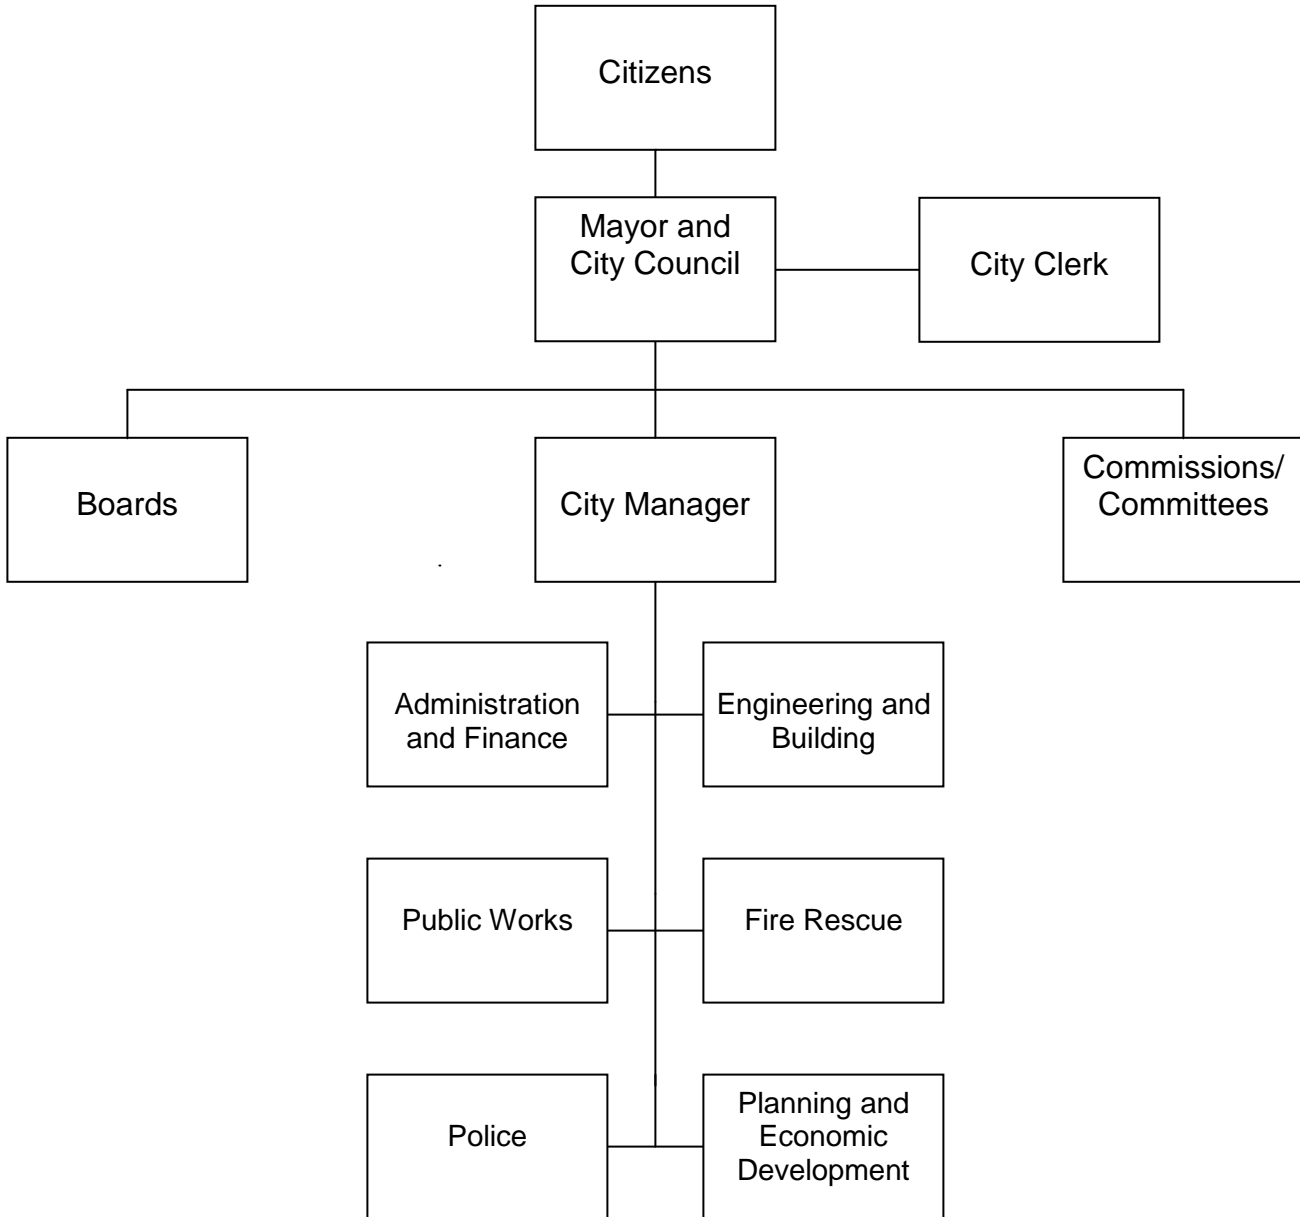 Citizens
Mayor and
City Council
City Clerk
Boards
City Manager
Commissions/
Committees
Administration
and Finance
Engineering and
Building
Public Works
Fire Rescue
Police
Planning and
Economic
Development